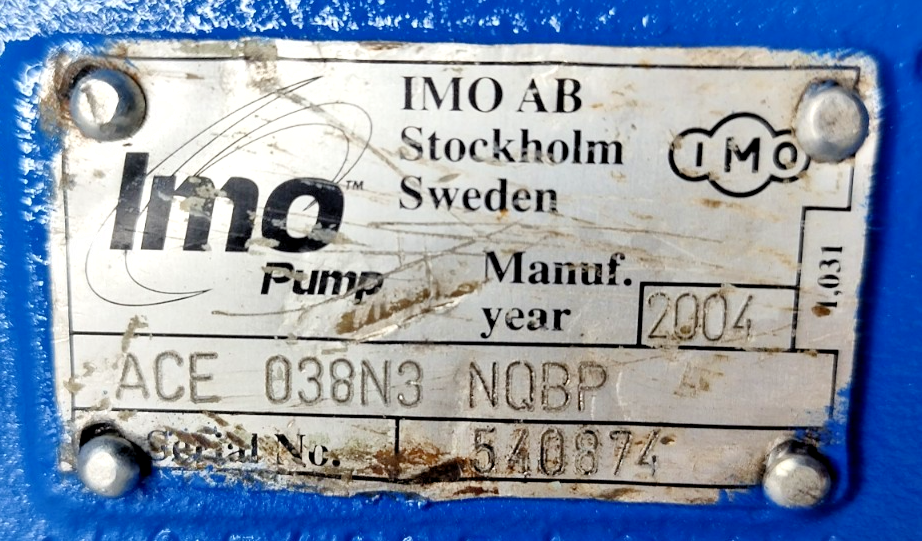 IMO AB
Stockholm
Sweden
IMO
Imo™
Pump
Manuf.
year 2004
1,031
ACE 038N3 NQBP
Serial No. 540874